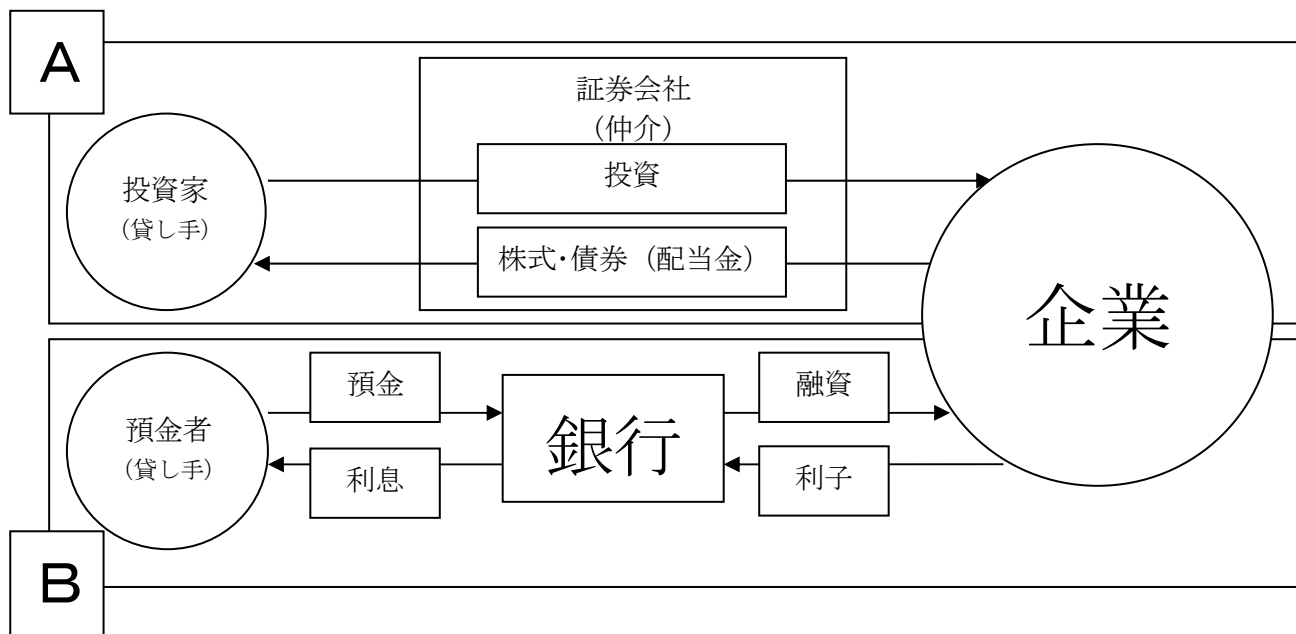 A
証券会社
(仲介)
投資家
(貸し手)
投資
株式・債券 (配当金)
企業
預金者
(貸し手)
預金
利息
銀行
融資
利子
B